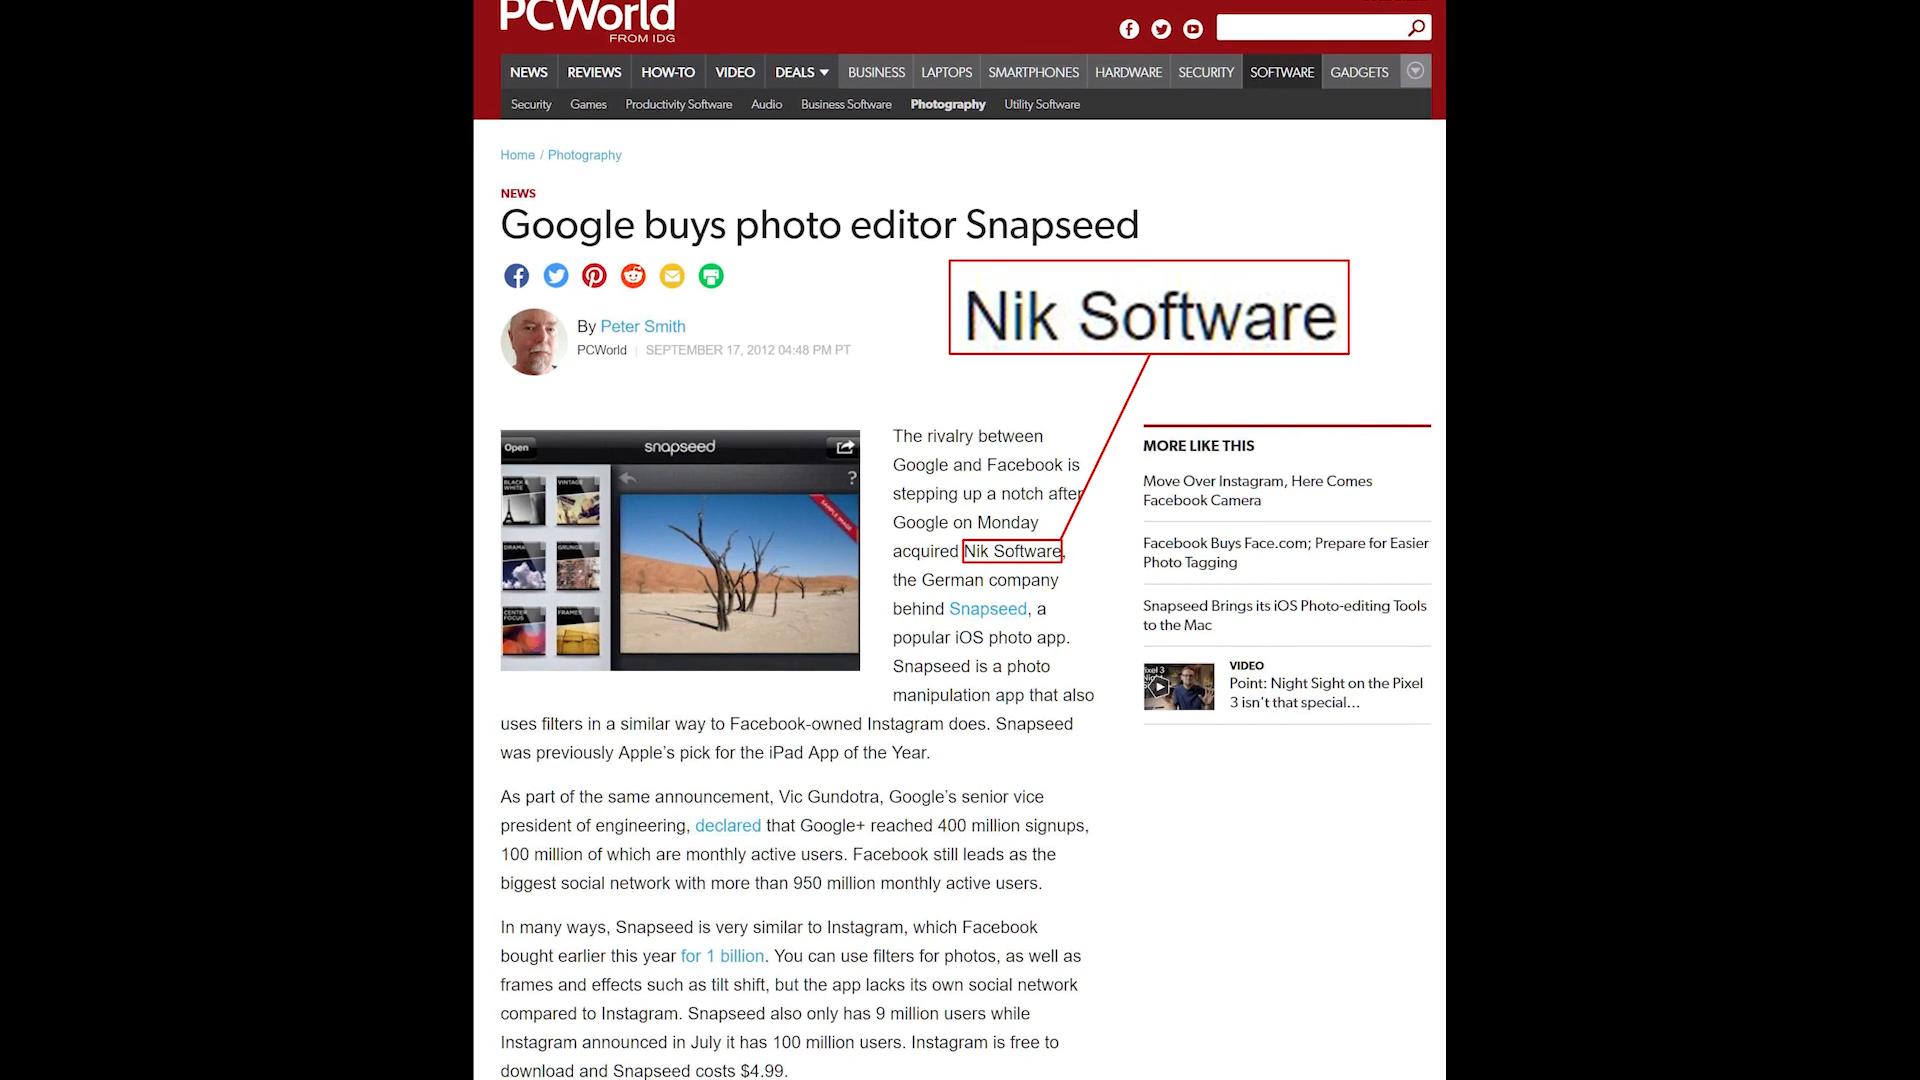 PCWorld
FROM IDG
NEWS REVIEWS HOW-TO VIDEO DEALS BUSINESS LAPTOPS SMARTPHONES HARDWARE SECURITY SOFTWARE GADGETS
Security Games Productivity Software Audio Business Software Photography Utility Software
Home / Photography
NEWS
Google buys photo editor Snapseed
By Peter Smith
PCWorld | SEPTEMBER 17, 2012 04:48 PM PT
Nik Software
Open snapseed ?
BLACK & WHITE VINTAGE
DRAMA GRUNGE
CENTER FOCUS FRAMES
SAMPLE IMAGE
The rivalry between
Google and Facebook is
stepping up a notch after
Google on Monday
acquired Nik Software,
the German company
behind Snapseed, a
popular iOS photo app.
Snapseed is a photo
manipulation app that also
uses filters in a similar way to Facebook-owned Instagram does. Snapseed
was previously Apple's pick for the iPad App of the Year.
As part of the same announcement, Vic Gundotra, Google's senior vice
president of engineering, declared that Google+ reached 400 million signups,
100 million of which are monthly active users. Facebook still leads as the
biggest social network with more than 950 million monthly active users.
In many ways, Snapseed is very similar to Instagram, which Facebook
bought earlier this year for 1 billion. You can use filters for photos, as well as
frames and effects such as tilt shift, but the app lacks its own social network
compared to Instagram. Snapseed also only has 9 million users while
Instagram announced in July it has 100 million users. Instagram is free to
download and Snapseed costs $4.99.
MORE LIKE THIS
Move Over Instagram, Here Comes
Facebook Camera
Facebook Buys Face.com; Prepare for Easier
Photo Tagging
Snapseed Brings its iOS Photo-editing Tools
to the Mac
VIDEO
Point: Night Sight on the Pixel
3 isn't that special...